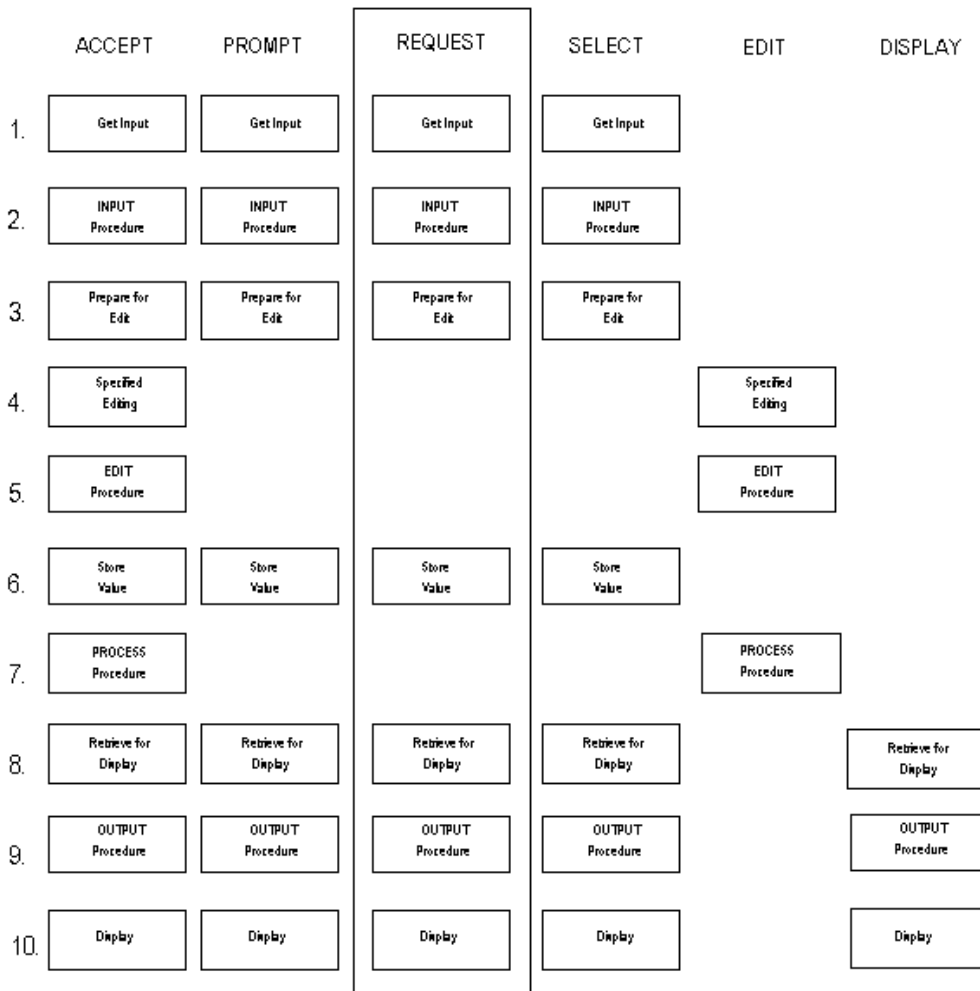 ACCEPT PROMPT REQUEST SELECT EDIT DISPLAY
1. Get Input Get Input Get Input Get Input
2. INPUT INPUT INPUT INPUT
Procedure Procedure Procedure Procedure
3. Prepare for Prepare for Prepare for Prepare for
Edit Edit Edit Edit
4. Specified Specified
Editing Editing
5. EDIT EDIT
Procedure Procedure
6. Store Store Store Store
Value Value Value Value
7. PROCESS PROCESS
Procedure Procedure
8. Retrieve for Retrieve for Retrieve for Retrieve for Retrieve for
Display Display Display Display Display
9. OUTPUT OUTPUT OUTPUT OUTPUT OUTPUT
Procedure Procedure Procedure Procedure Procedure
10. Display Display Display Display Display